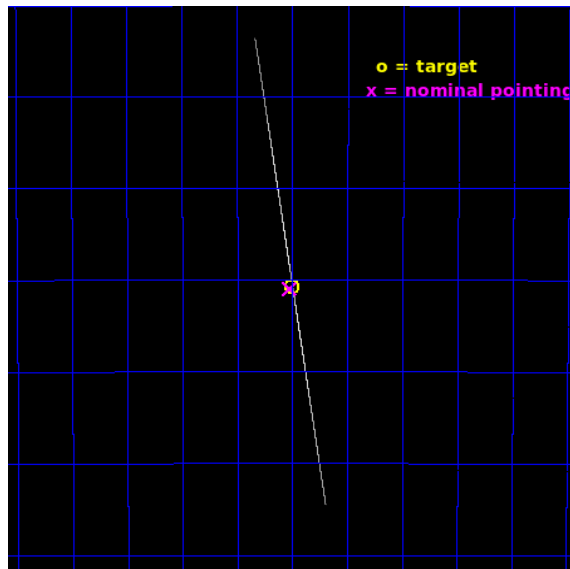 o = target
x = nominal pointing